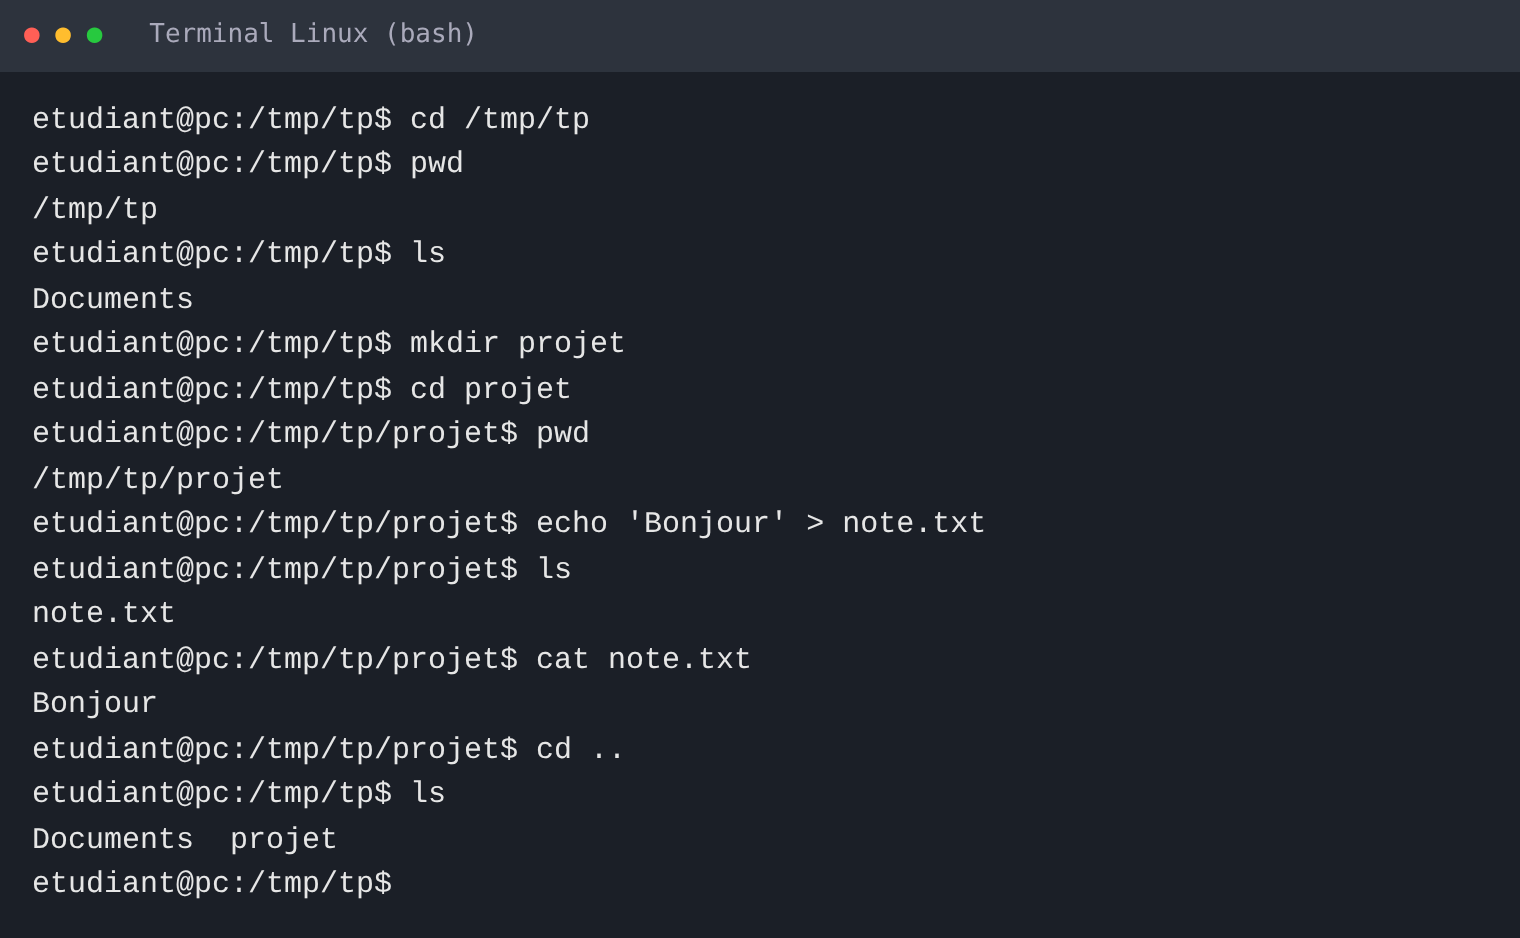 Terminal Linux (bash)
etudiant@pc:/tmp/tp$ cd /tmp/tp
etudiant@pc:/tmp/tp$ pwd
/tmp/tp
etudiant@pc:/tmp/tp$ ls
Documents
etudiant@pc:/tmp/tp$ mkdir projet
etudiant@pc:/tmp/tp$ cd projet
etudiant@pc:/tmp/tp/projet$ pwd
/tmp/tp/projet
etudiant@pc:/tmp/tp/projet$ echo 'Bonjour' > note.txt
etudiant@pc:/tmp/tp/projet$ ls
note.txt
etudiant@pc:/tmp/tp/projet$ cat note.txt
Bonjour
etudiant@pc:/tmp/tp/projet$ cd ..
etudiant@pc:/tmp/tp$ ls
Documents  projet
etudiant@pc:/tmp/tp$